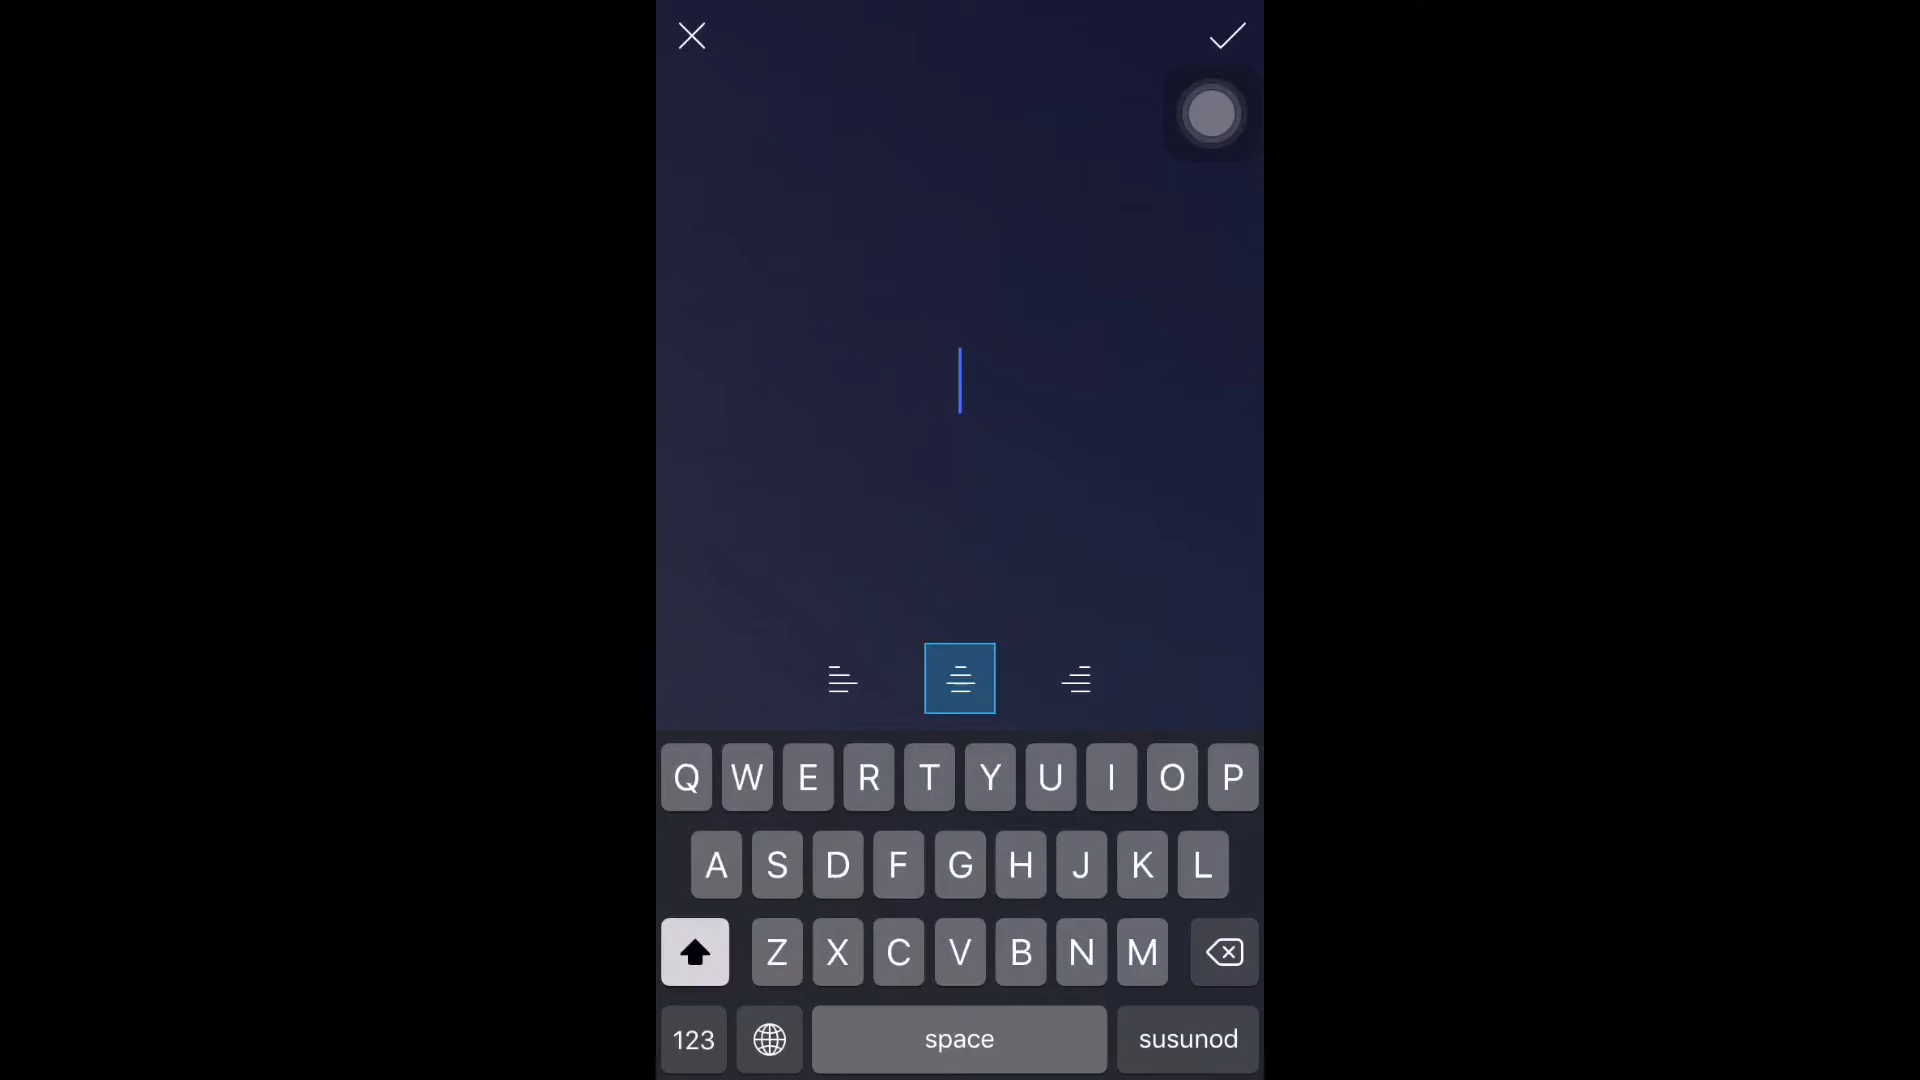 Q W E R T Y U I O P
A S D F G H J K L
Z X C V B N M
123 space susunod